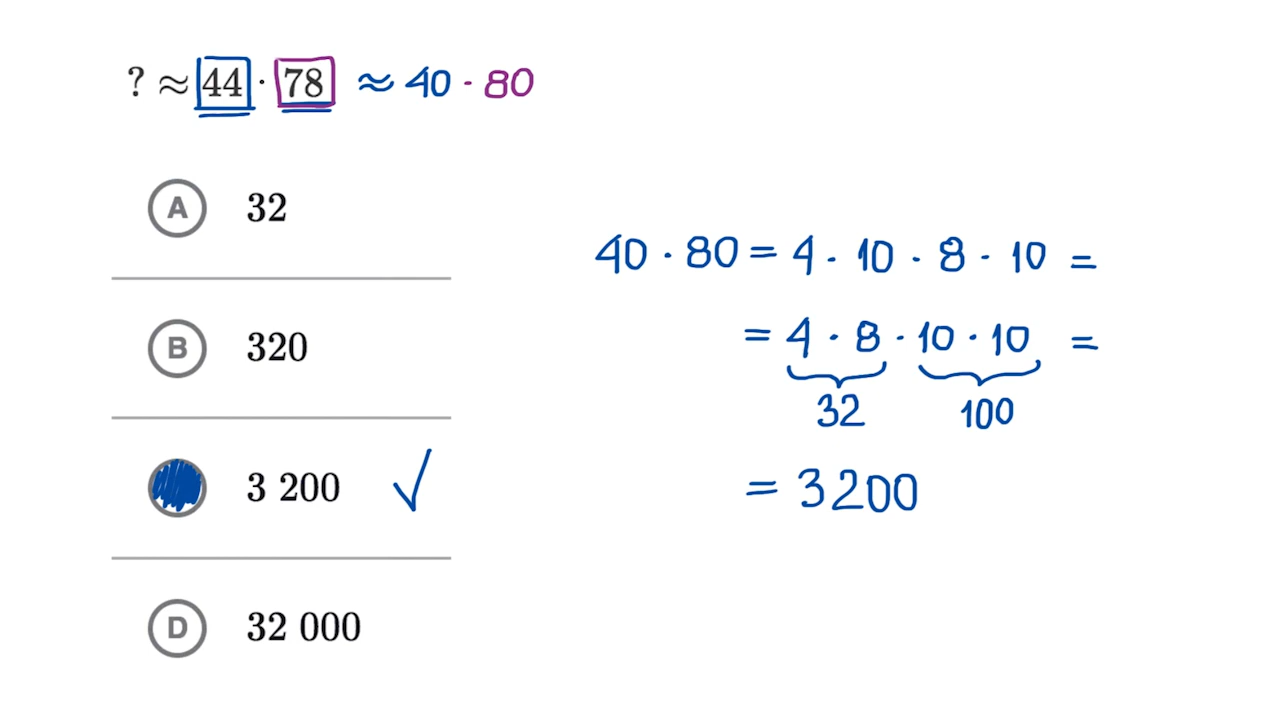 ? ≈ 44 · 78 ≈ 40 · 80
A 32
40 · 80 = 4 · 10 · 8 · 10 =
B 320
= 4 · 8 · 10 · 10 =
32 100
3 200 ✓
= 3200
D 32 000